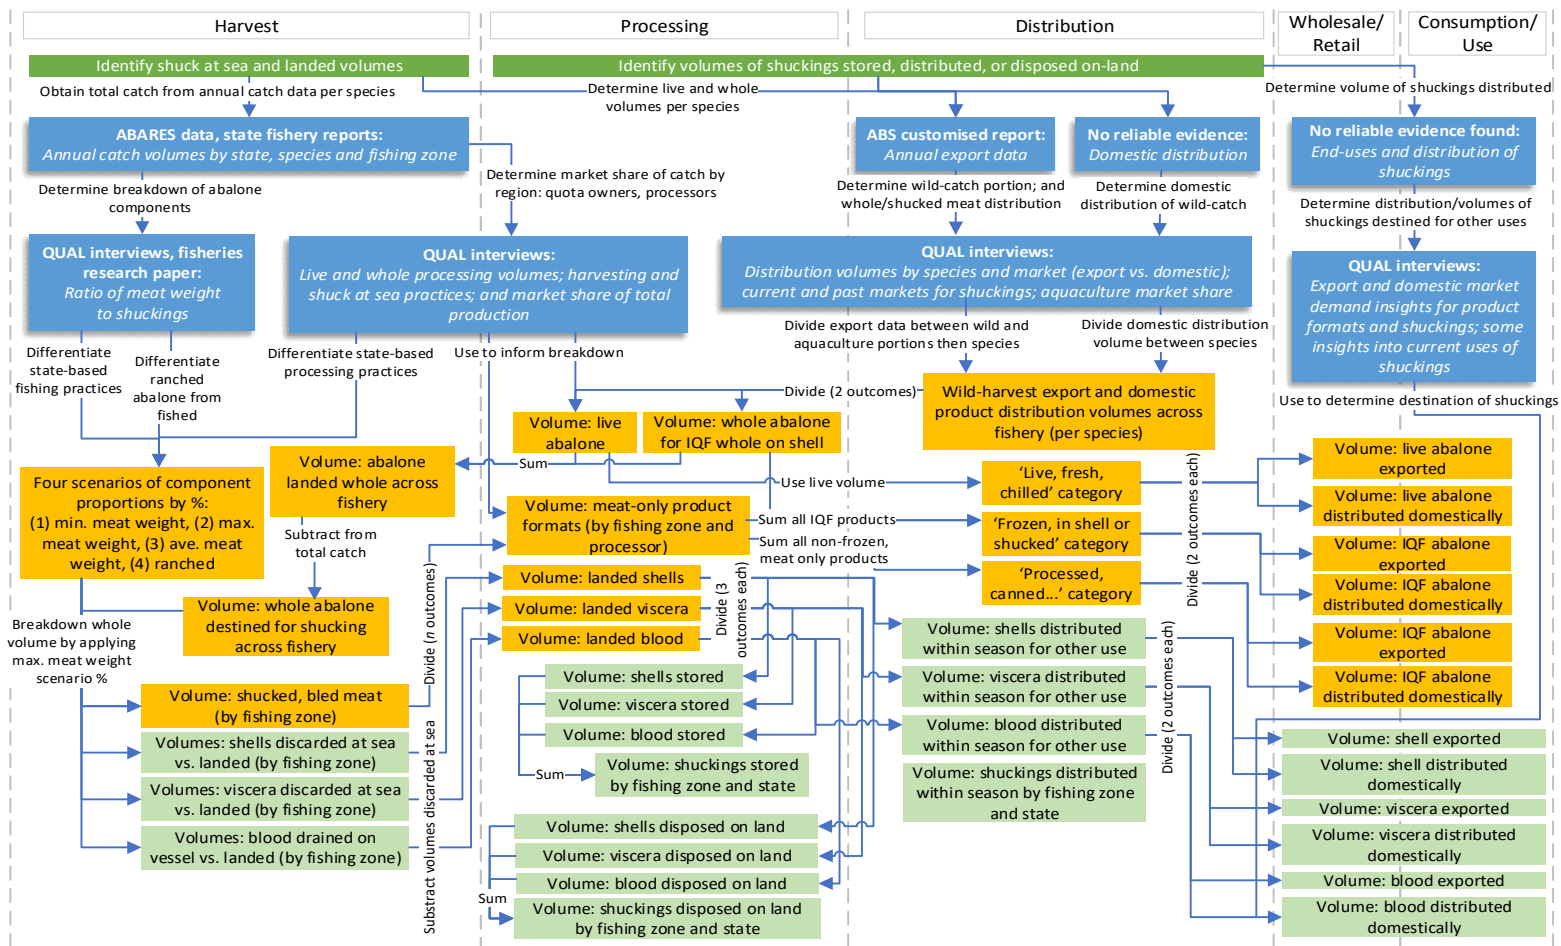 Harvest
Processing
Distribution
Wholesale/
Retail
Consumption/
Use
Identify shuck at sea and landed volumes
Identify volumes of shuckings stored, distributed, or disposed on-land
Obtain total catch from annual catch data per species
Determine live and whole
volumes per species
Determine volume of shuckings distributed
ABARES data, state fishery reports:
Annual catch volumes by state, species and fishing zone
ABS customised report:
Annual export data
No reliable evidence:
Domestic distribution
No reliable evidence found:
End-uses and distribution of
shuckings
Determine breakdown of abalone
components
Determine market share of catch by
region: quota owners, processors
Determine wild-catch portion; and
whole/shucked meat distribution
Determine domestic
distribution of wild-catch
Determine distribution/volumes of
shuckings destined for other uses
QUAL interviews, fisheries
research paper:
Ratio of meat weight
to shuckings
QUAL interviews:
Live and whole processing volumes; harvesting and
shuck at sea practices; and market share of total
production
QUAL interviews:
Distribution volumes by species and market (export vs. domestic);
current and past markets for shuckings; aquaculture market share
QUAL interviews:
Export and domestic market
demand insights for product
formats and shuckings; some
insights into current uses of
shuckings
Differentiate
state-based
fishing practices
Differentiate
ranched
abalone from
fished
Differentiate state-based
processing practices
Use to inform breakdown
Divide export data between wild and
aquaculture portions then species
Divide domestic distribution
volume between species
Divide (2 outcomes)
Wild-harvest export and domestic
product distribution volumes across
fishery (per species)
Use to determine destination of shuckings
Volume: live
abalone
Volume: whole abalone
for IQF whole on shell
Sum
Volume: abalone
landed whole across
fishery
Four scenarios of component
proportions by %:
(1) min. meat weight, (2) max.
meat weight, (3) ave. meat
weight, (4) ranched
Subtract from
total catch
Use live volume
'Live, fresh,
chilled' category
Divide (2 outcomes each)
Volume: live abalone
exported
Volume: live abalone
distributed domestically
Volume: meat-only product
formats (by fishing zone and
processor)
Sum all IQF products
Sum all non-frozen,
meat only products
'Frozen, in shell or
shucked' category
'Processed,
canned...' category
Volume: IQF abalone
exported
Volume: IQF abalone
distributed domestically
Volume: IQF abalone
exported
Volume: IQF abalone
distributed domestically
Volume: whole abalone
destined for shucking
across fishery
Breakdown whole
volume by applying
max. meat weight
scenario %
Divide (n outcomes)
Volume: landed shells
Volume: landed viscera
Volume: landed blood
Divide (3
outcomes each)
Volume: shucked, bled meat
(by fishing zone)
Volumes: shells discarded at sea
vs. landed (by fishing zone)
Volumes: viscera discarded at sea
vs. landed (by fishing zone)
Volumes: blood drained on
vessel vs. landed (by fishing zone)
Substract volumes discarded at sea
Volume: shells stored
Volume: viscera stored
Volume: blood stored
Sum
Volume: shuckings stored
by fishing zone and state
Volume: shells disposed on land
Volume: viscera disposed on land
Volume: blood disposed on land
Sum
Volume: shuckings disposed on land
by fishing zone and state
Volume: shells distributed
within season for other use
Volume: viscera distributed
within season for other use
Volume: blood distributed
within season for other use
Volume: shuckings distributed
within season by fishing zone
and state
Divide (2 outcomes each)
Volume: shell exported
Volume: shell distributed
domestically
Volume: viscera exported
Volume: viscera distributed
domestically
Volume: blood exported
Volume: blood distributed
domestically